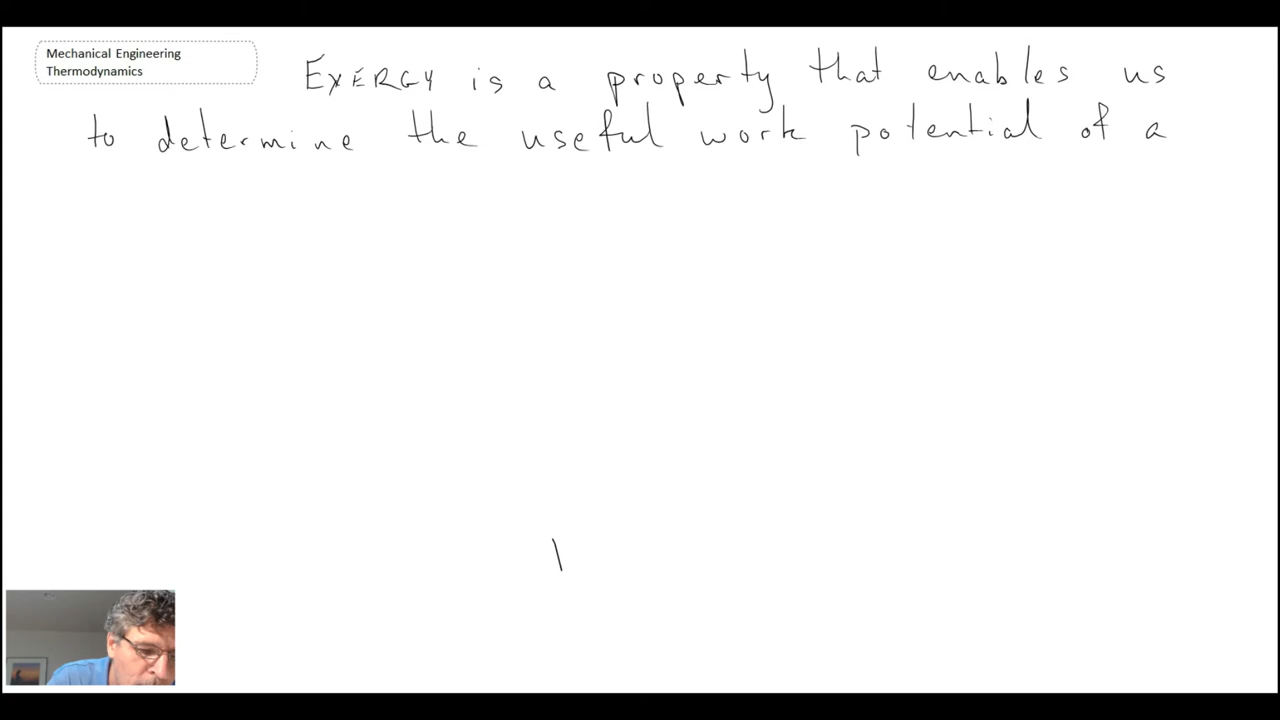 Mechanical Engineering
Thermodynamics
EXERGY is a property that enables us
to determine the useful work potential of a